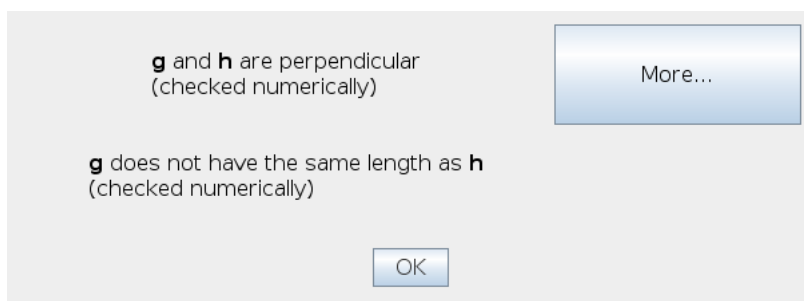 g and h are perpendicular
(checked numerically)
More...
g does not have the same length as h
(checked numerically)
OK